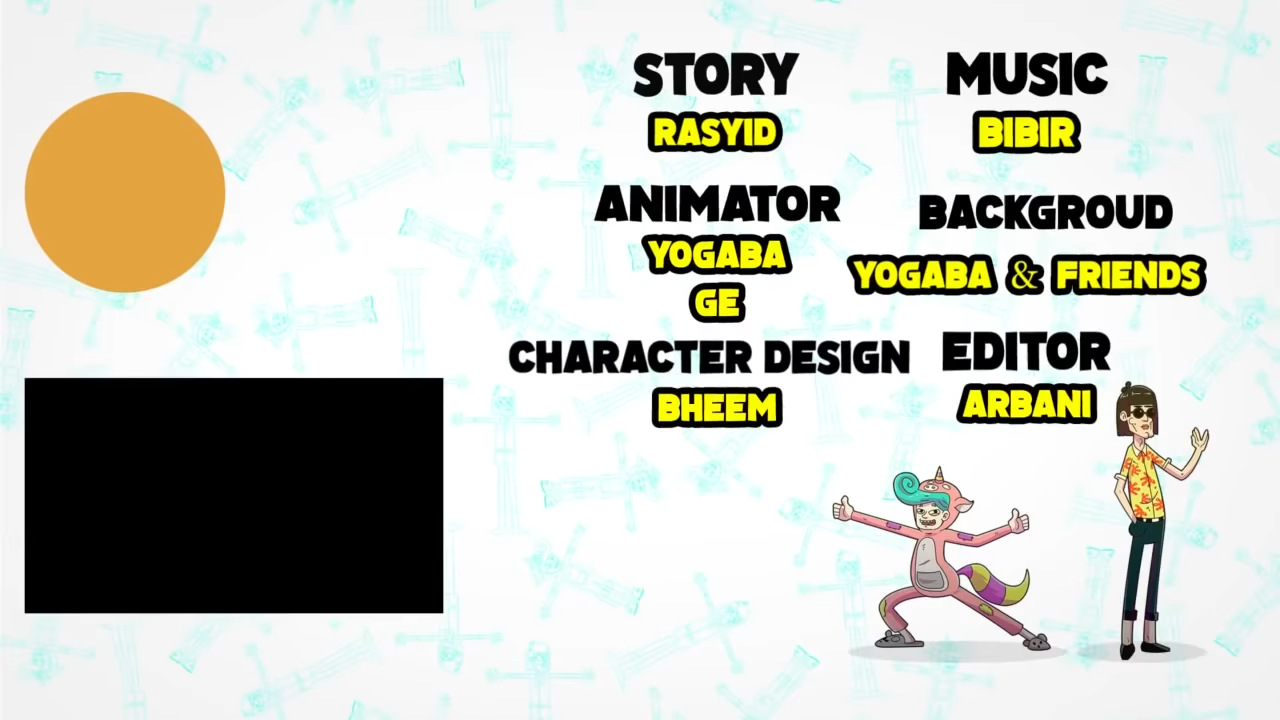 STORY
RASYID
ANIMATOR
YOGABA
GE
CHARACTER DESIGN
BHEEM
MUSIC
BIBIR
BACKGROUD
YOGABA & FRIENDS
EDITOR
ARBANI